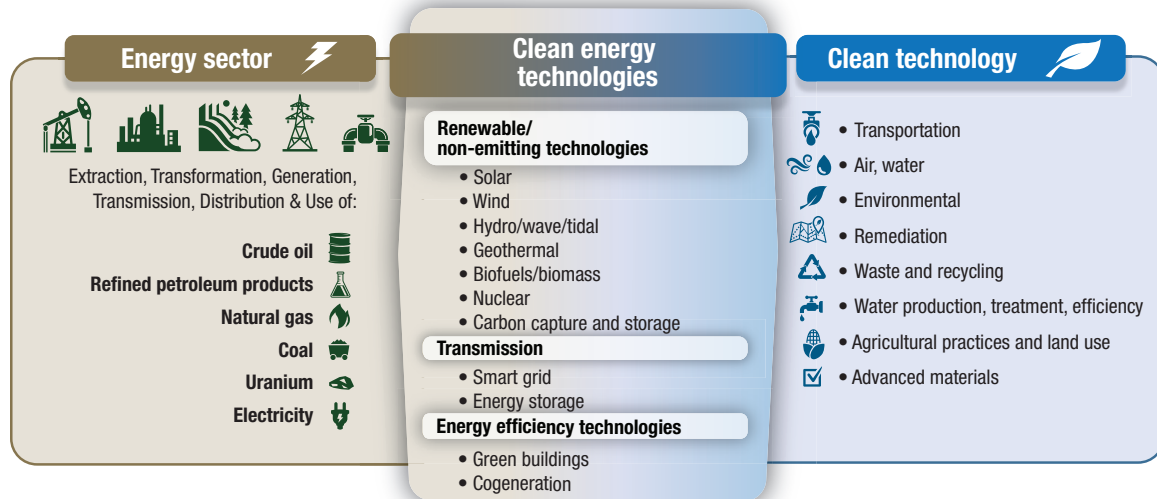 Energy sector
Extraction, Transformation, Generation,
Transmission, Distribution & Use of:
Crude oil
Refined petroleum products
Natural gas
Coal
Uranium
Electricity
Clean energy
technologies
Renewable/
non-emitting technologies
• Solar
• Wind
• Hydro/wave/tidal
• Geothermal
• Biofuels/biomass
• Nuclear
• Carbon capture and storage
Transmission
• Smart grid
• Energy storage
Energy efficiency technologies
• Green buildings
• Cogeneration
Clean technology
• Transportation
• Air, water
• Environmental
• Remediation
• Waste and recycling
• Water production, treatment, efficiency
• Agricultural practices and land use
• Advanced materials